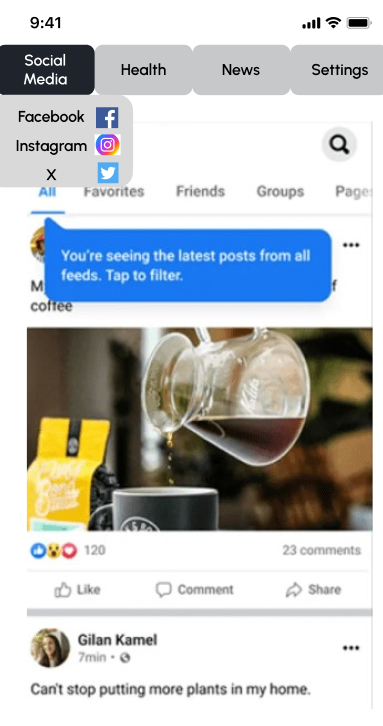 9:41
Social
Media
Health
News
Settings
Facebook
Instagram
X
All
Favorites
Friends
Groups
Page
You're seeing the latest posts from all
feeds. Tap to filter.
coffee
120
23 comments
Like
Comment
Share
Gilan Kamel
7min
Can't stop putting more plants in my home.